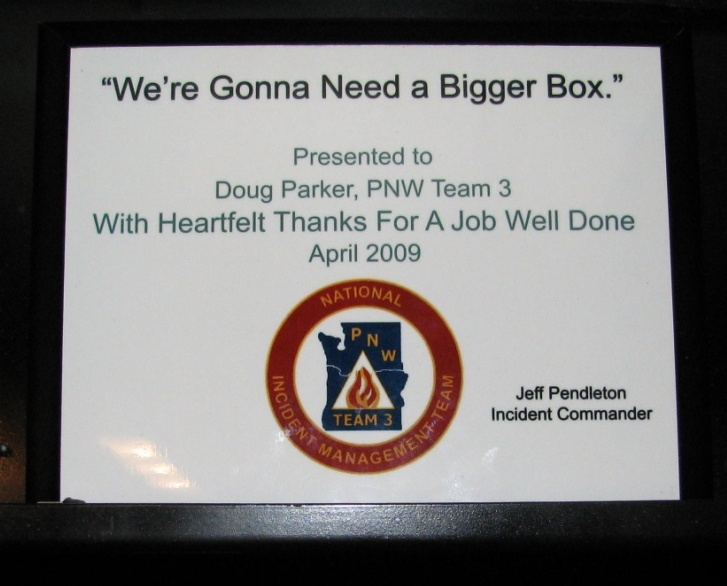 “We’re Gonna Need a Bigger Box.”
Presented to
Doug Parker, PNW Team 3
With Heartfelt Thanks For A Job Well Done
April 2009
NATIONAL
PNW
TEAM 3
INCIDENT MANAGEMENT TEAM
Jeff Pendleton
Incident Commander